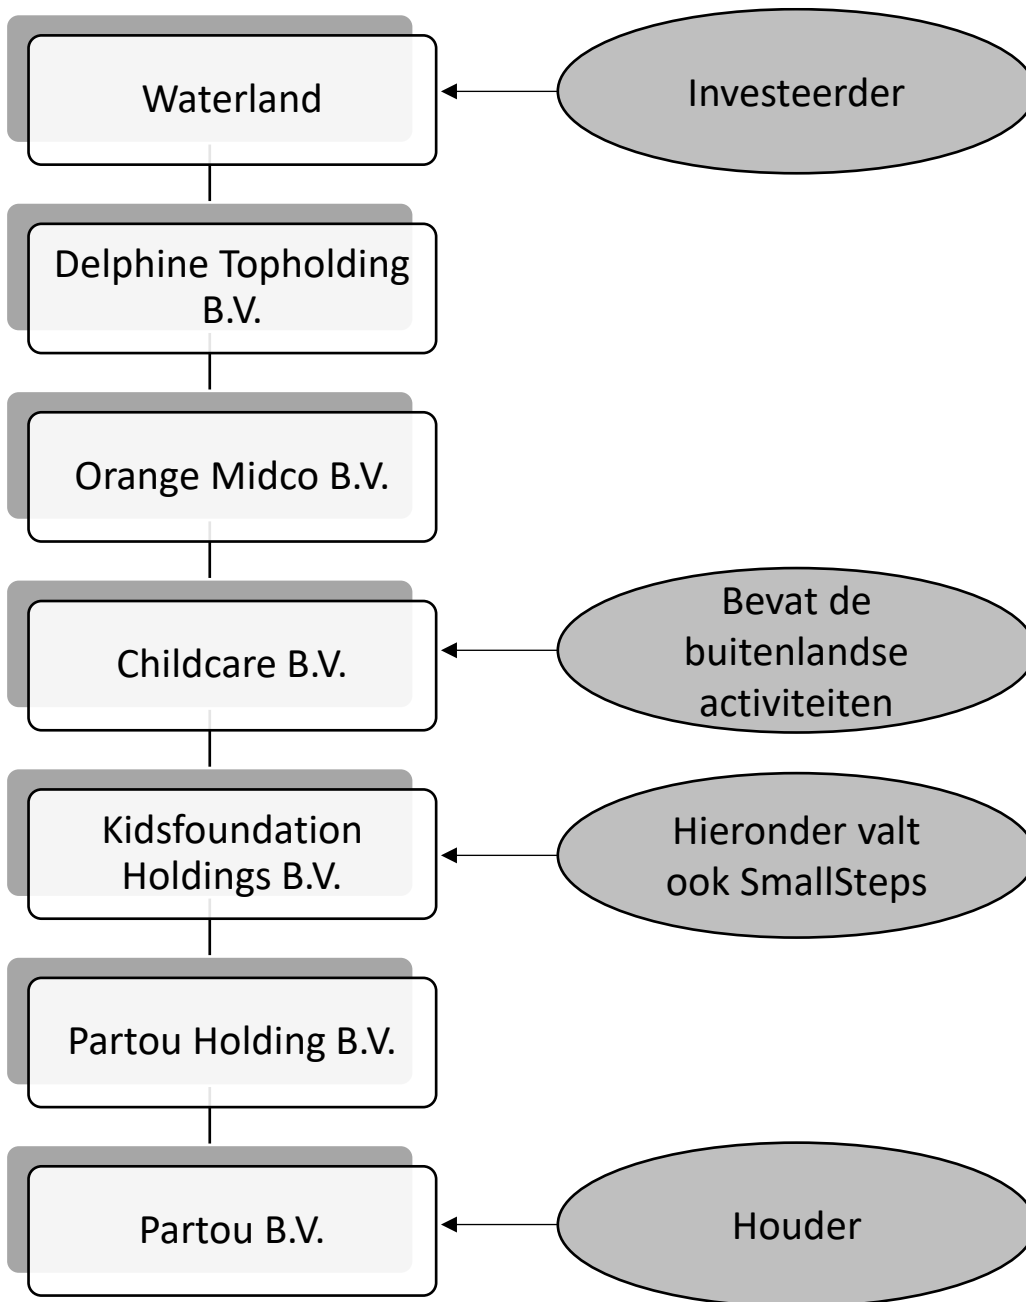 Waterland
Investeerder
Delphine Topholding
B.V.
Orange Midco B.V.
Childcare B.V.
Bevat de
buitenlandse
activiteiten
Kidsfoundation
Holdings B.V.
Hieronder valt
ook SmallSteps
Partou Holding B.V.
Partou B.V.
Houder